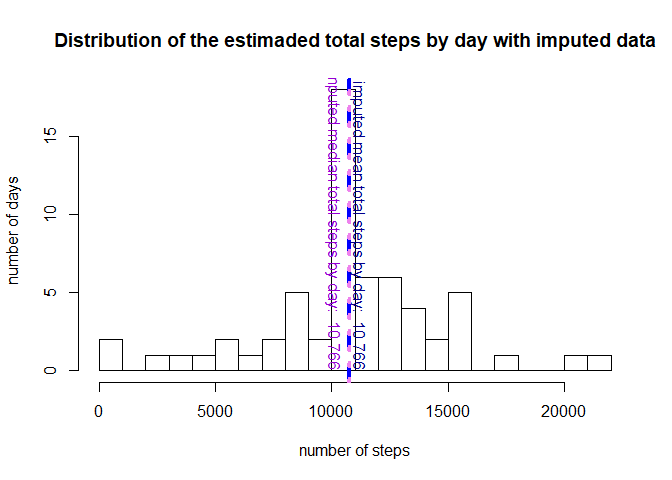 Distribution of the estimaded total steps by day with imputed data
number of days
0
5
10
15
nputed median total steps by day: 10 766
imputed mean total steps by day: 10 766
0
5000
10000
15000
20000
number of steps